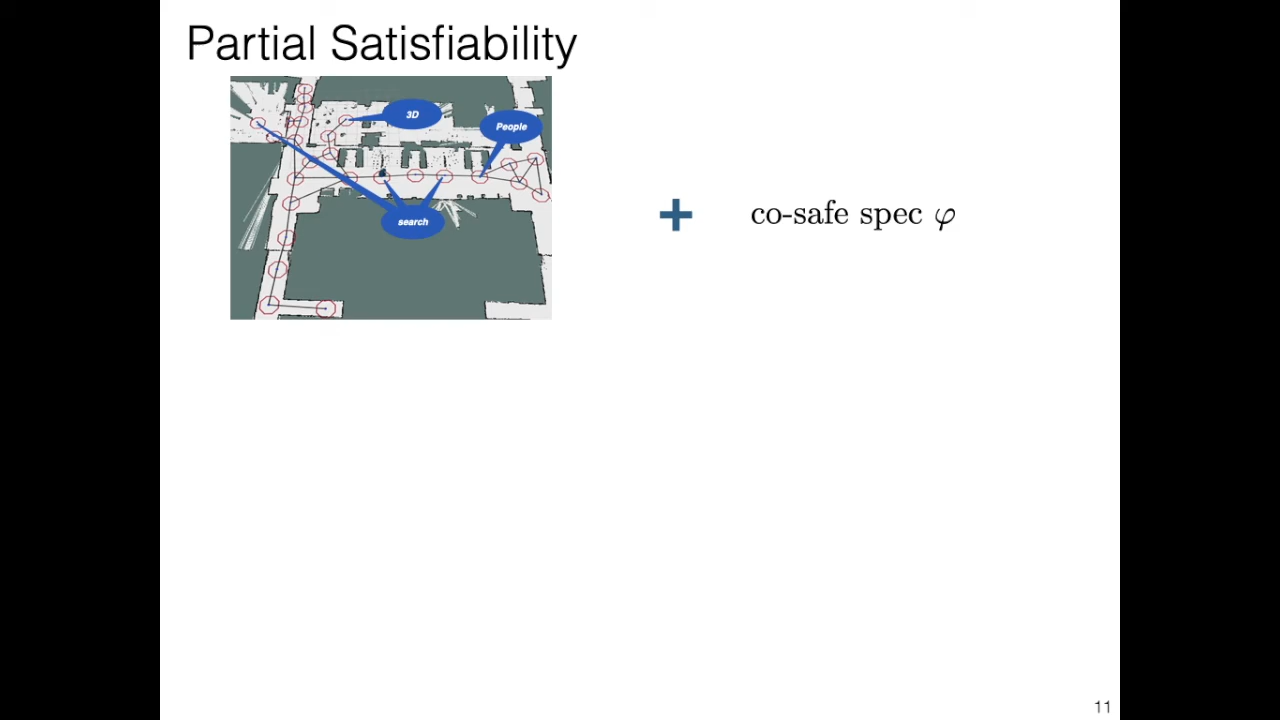 Partial Satisfiability
3D
People
search
+ co-safe spec φ
11